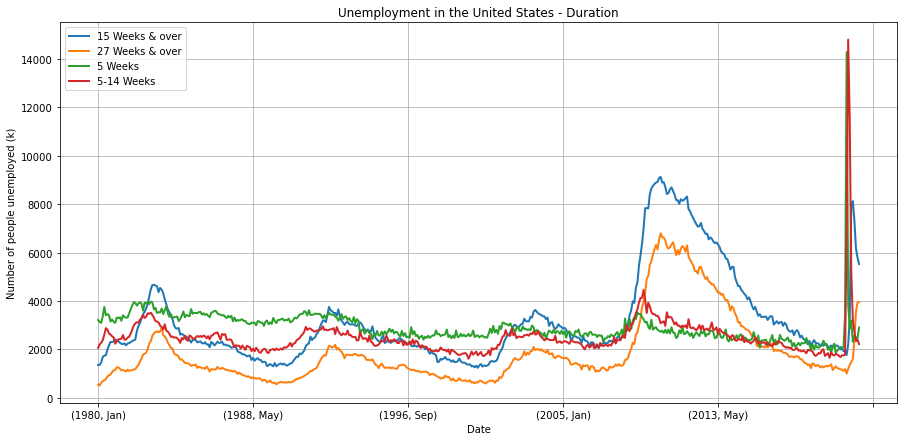 Unemployment in the United States - Duration
15 Weeks & over
27 Weeks & over
5 Weeks
5-14 Weeks
Number of people unemployed (k)
14000
12000
10000
8000
6000
4000
2000
0
(1980, Jan)
(1988, May)
(1996, Sep)
(2005, Jan)
(2013, May)
Date